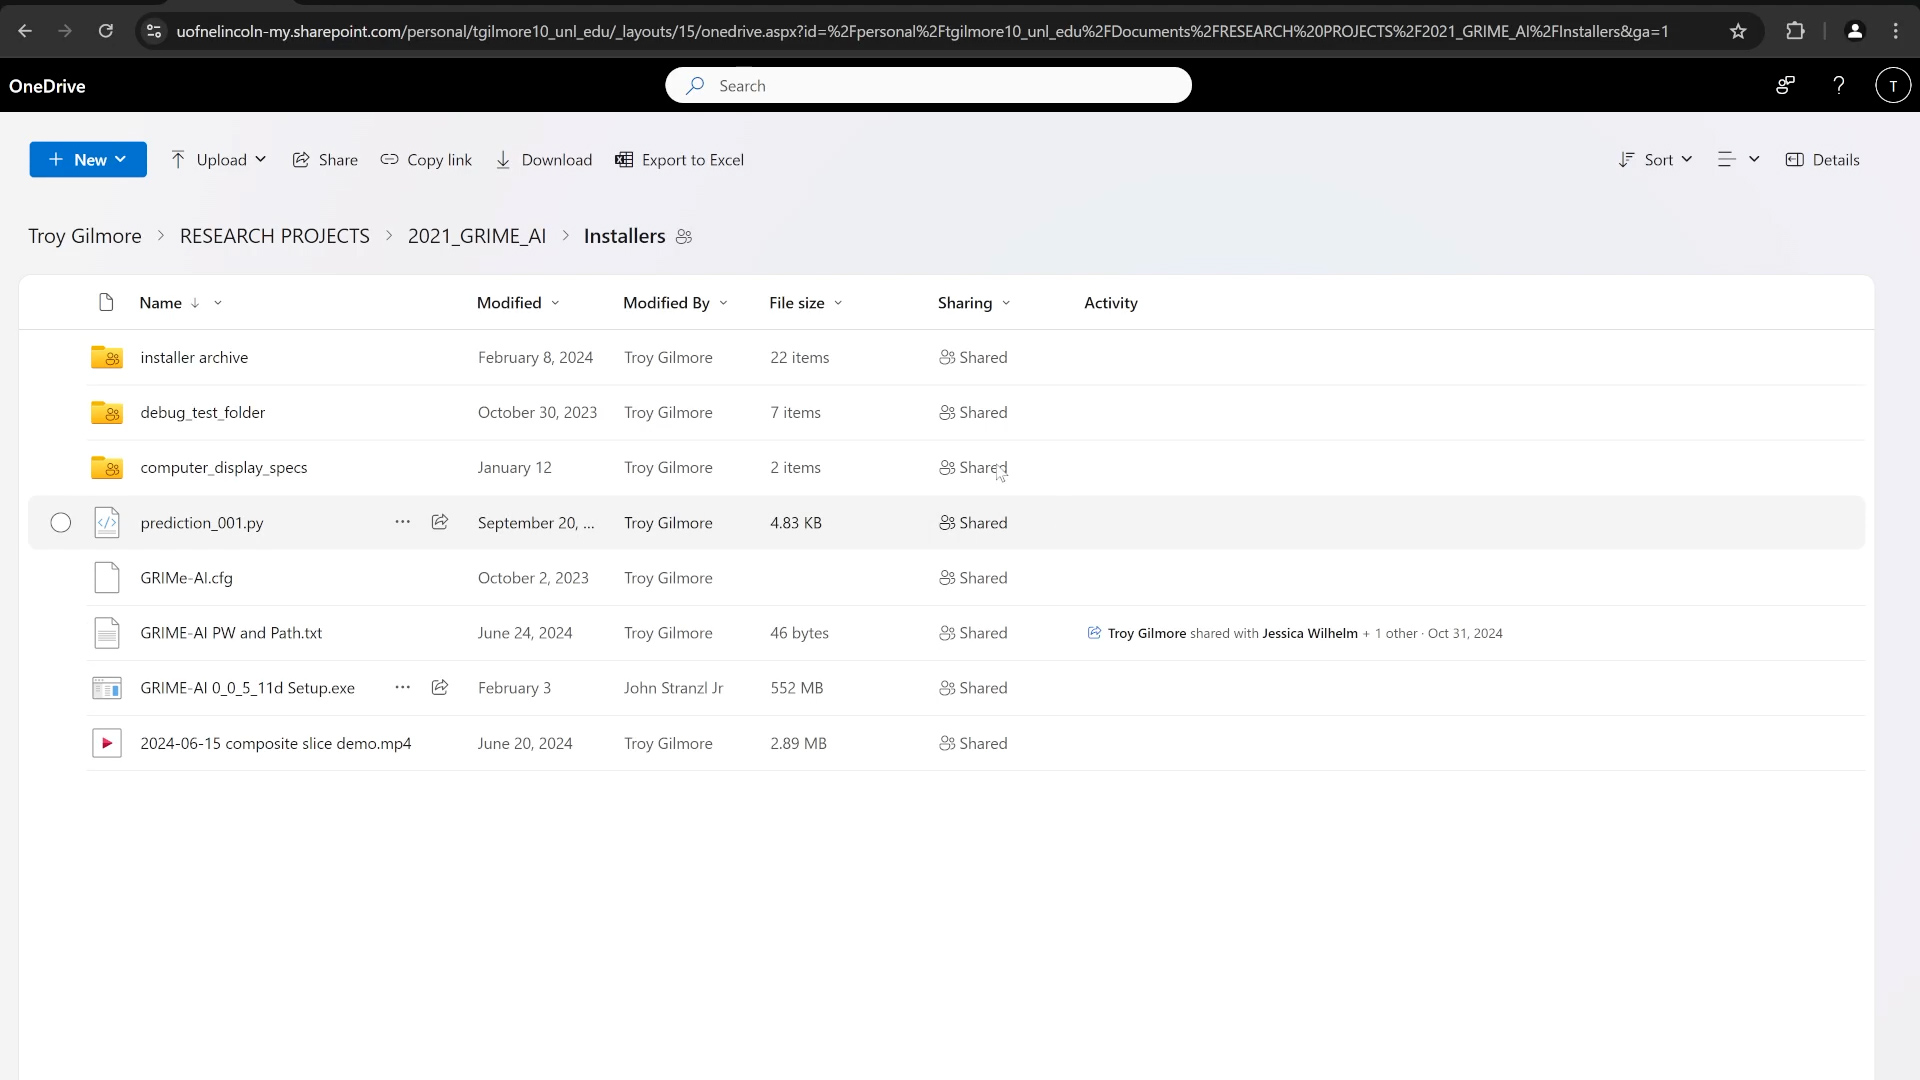 uofnelincoln-my.sharepoint.com/personal/tgilmore10_unl_edu/_layouts/15/onedrive.aspx?id=%2Fpersonal%2Ftgilmore10_unl_edu%2FDocuments%2FRESEARCH%20PROJECTS%2F2021_GRIME_AI%2FInstallers&ga=1
OneDrive Search ? T
New Upload Share Copy link Download Export to Excel Sort Details
Troy Gilmore > RESEARCH PROJECTS > 2021_GRIME_AI > Installers
Name Modified Modified By File size Sharing Activity
installer archive February 8, 2024 Troy Gilmore 22 items Shared
debug_test_folder October 30, 2023 Troy Gilmore 7 items Shared
computer_display_specs January 12 Troy Gilmore 2 items Shared
prediction_001.py ... September 20, ... Troy Gilmore 4.83 KB Shared
GRIMe-AI.cfg October 2, 2023 Troy Gilmore Shared
GRIME-AI PW and Path.txt June 24, 2024 Troy Gilmore 46 bytes Shared Troy Gilmore shared with Jessica Wilhelm + 1 other · Oct 31, 2024
GRIME-AI 0_0_5_11d Setup.exe ... February 3 John Stranzl Jr 552 MB Shared
2024-06-15 composite slice demo.mp4 June 20, 2024 Troy Gilmore 2.89 MB Shared